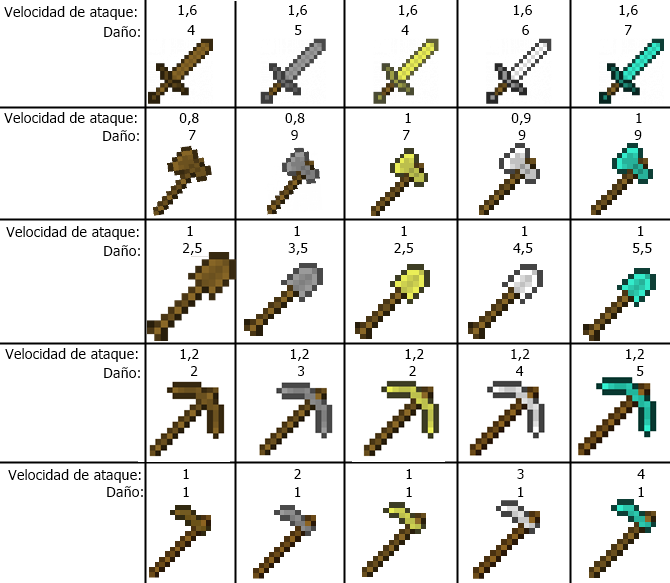 Velocidad de ataque: 1,6 1,6 1,6 1,6 1,6
Daño: 4 5 4 6 7
Velocidad de ataque: 0,8 0,8 1 0,9 1
Daño: 7 9 7 9 9
Velocidad de ataque: 1 1 1 1 1
Daño: 2,5 3,5 2,5 4,5 5,5
Velocidad de ataque: 1,2 1,2 1,2 1,2 1,2
Daño: 2 3 2 4 5
Velocidad de ataque: 1 2 1 3 4
Daño: 1 1 1 1 1